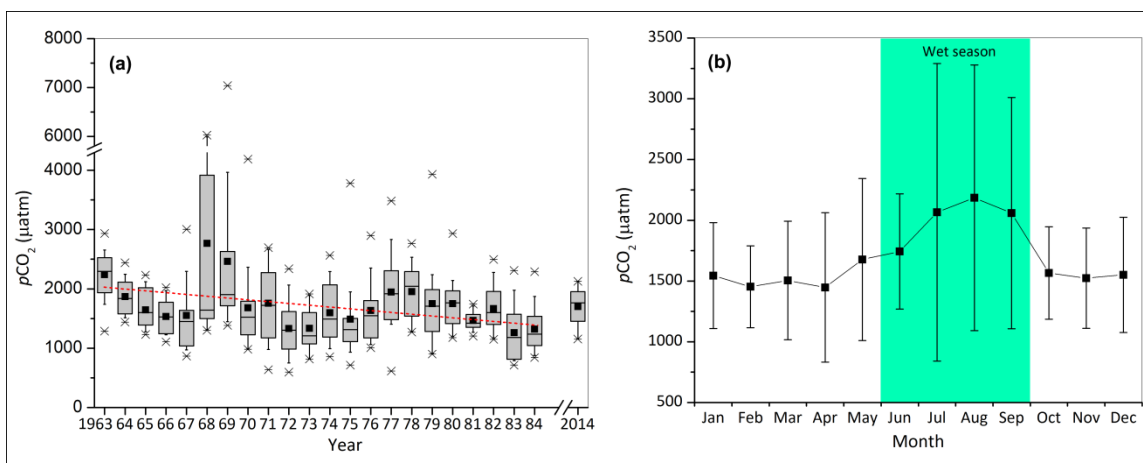 (a)
8000
7000
6000
4000
3000
2000
1000
0
pCO₂ (µatm)
1963 64 65 66 67 68 69 70 71 72 73 74 75 76 77 78 79 80 81 82 83 84 2014
Year
(b)
Wet season
3500
3000
2500
2000
1500
1000
500
pCO₂ (µatm)
Jan Feb Mar Apr May Jun Jul Aug Sep Oct Nov Dec
Month